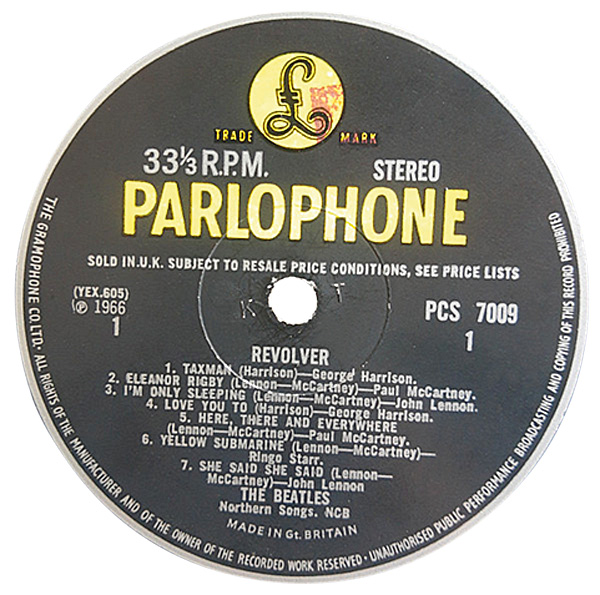 £
TRADE MARK
33⅓ R.P.M. STEREO
PARLOPHONE
SOLD IN U.K. SUBJECT TO RESALE PRICE CONDITIONS, SEE PRICE LISTS
K T
(YEX.605) PCS 7009
Ⓟ 1966
1 1
REVOLVER
1. TAXMAN (Harrison)—George Harrison.
2. ELEANOR RIGBY (Lennon—McCartney)—Paul McCartney.
3. I'M ONLY SLEEPING (Lennon—McCartney)—John Lennon.
4. LOVE YOU TO (Harrison)—George Harrison.
5. HERE, THERE AND EVERYWHERE
(Lennon—McCartney)—Paul McCartney.
6. YELLOW SUBMARINE (Lennon—McCartney)—
Ringo Starr.
7. SHE SAID SHE SAID (Lennon—
McCartney)—John Lennon
THE BEATLES
Northern Songs. NCB
MADE IN Gt. BRITAIN
THE GRAMOPHONE CO. LTD. · ALL RIGHTS OF THE MANUFACTURER AND OF THE OWNER OF THE RECORDED WORK RESERVED · UNAUTHORISED PUBLIC PERFORMANCE BROADCASTING AND COPYING OF THIS RECORD PROHIBITED